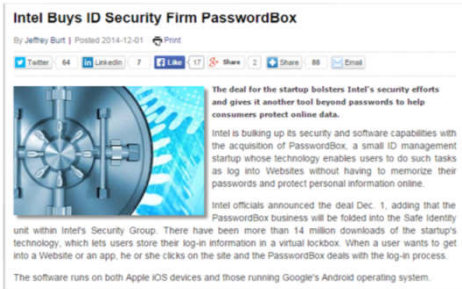 Intel Buys ID Security Firm PasswordBox
By Jeffrey Burt | Posted 2014-12-01 Print
Twitter 64 LinkedIn 7 Like 17 Share 2 Share 88 Email
The deal for the startup bolsters Intel's security efforts
and gives it another tool beyond passwords to help
consumers protect online data.
Intel is bulking up its security and software capabilities with
the acquisition of PasswordBox, a small ID management
startup whose technology enables users to do such tasks
as log into Websites without having to memorize their
passwords and protect personal information online.
Intel officials announced the deal Dec. 1, adding that the
PasswordBox business will be folded into the Safe Identity
unit within Intel's Security Group. There have been more than 14 million downloads of the startup's
technology, which lets users store their log-in information in a virtual lockbox. When a user wants to get
into a Website or an app, he or she clicks on the site and the PasswordBox deals with the log-in process.
The software runs on both Apple iOS devices and those running Google's Android operating system.